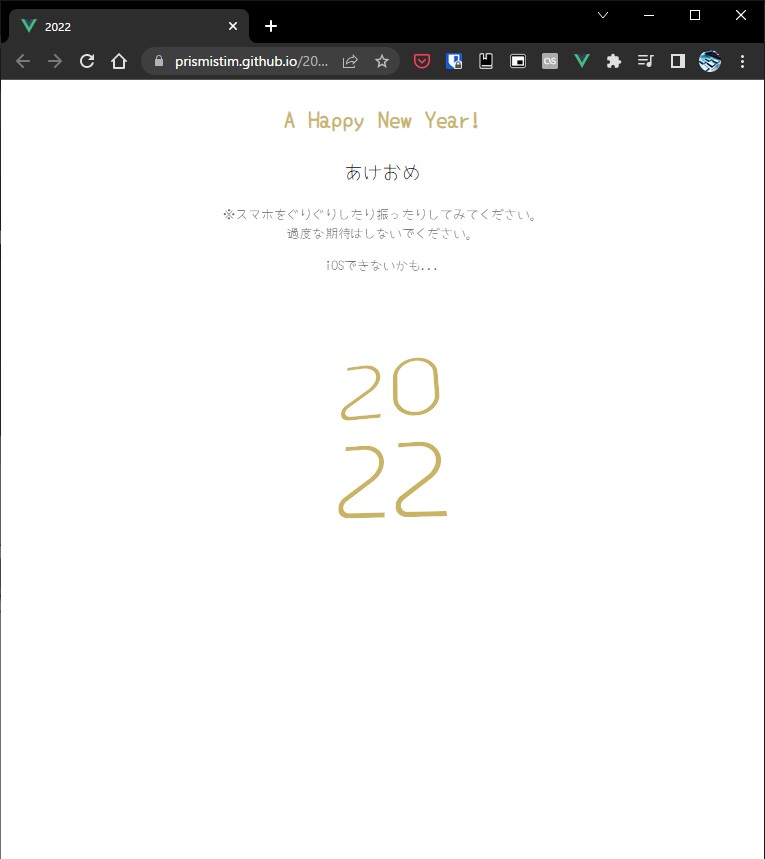 2022
prismistim.github.io/20...
OS
A Happy New Year!
あけおめ
※スマホをぐりぐりしたり振ったりしてみてください。
過度な期待はしないでください。
iOSできないかも...
20
22